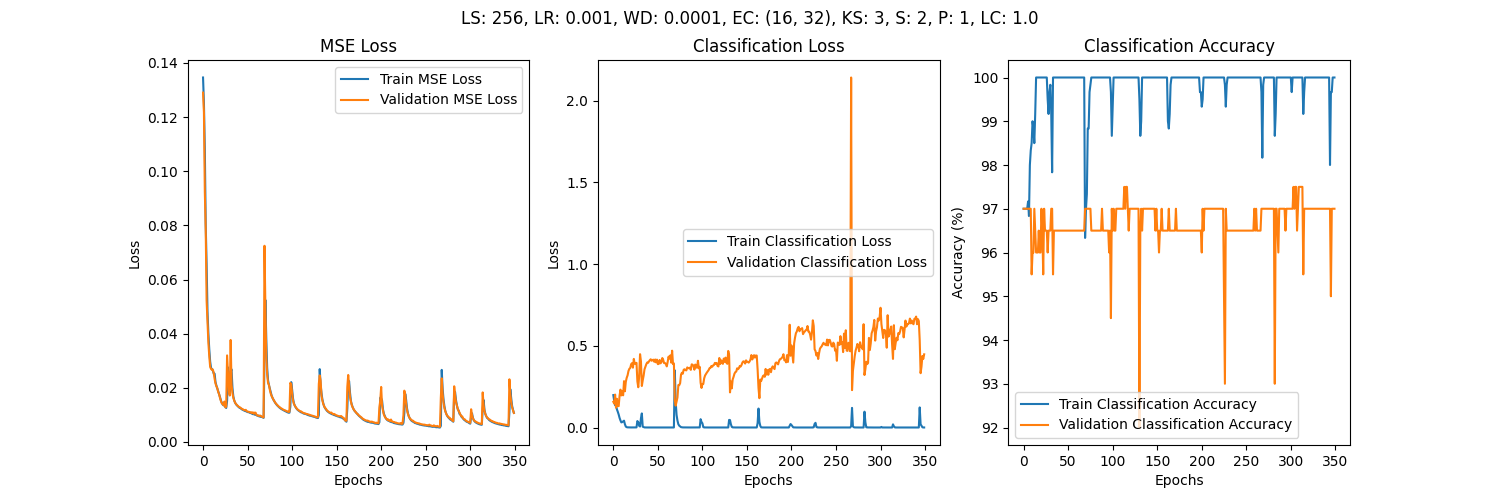 LS: 256, LR: 0.001, WD: 0.0001, EC: (16, 32), KS: 3, S: 2, P: 1, LC: 1.0
MSE Loss
Train MSE Loss
Validation MSE Loss
Loss
0.14
0.12
0.10
0.08
0.06
0.04
0.02
0.00
0 50 100 150 200 250 300 350
Epochs
Classification Loss
Train Classification Loss
Validation Classification Loss
Loss
2.0
1.5
1.0
0.5
0.0
0 50 100 150 200 250 300 350
Epochs
Classification Accuracy
Accuracy (%)
100
99
98
97
96
95
94
93
92
Train Classification Accuracy
Validation Classification Accuracy
0 50 100 150 200 250 300 350
Epochs